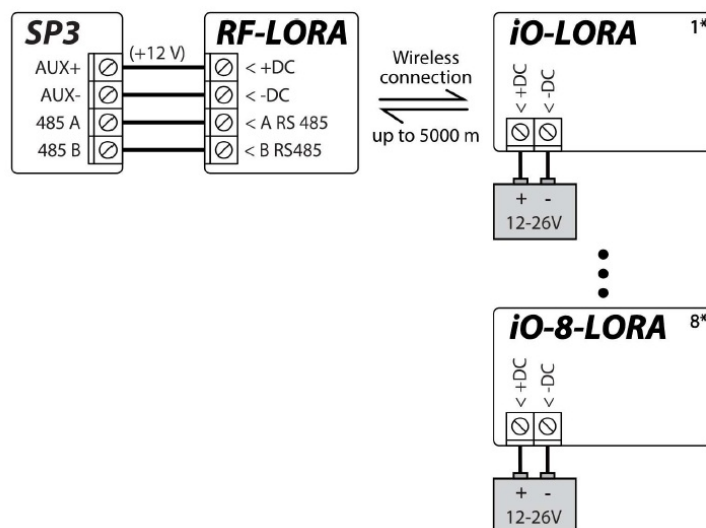 SP3
AUX+
AUX-
485 A
485 B
(+12 V)
RF-LORA
< +DC
< -DC
< A RS 485
< B RS485
Wireless
connection
up to 5000 m
iO-LORA 1*
< +DC
< -DC
+ -
12-26V
iO-8-LORA 8*
< +DC
< -DC
+ -
12-26V